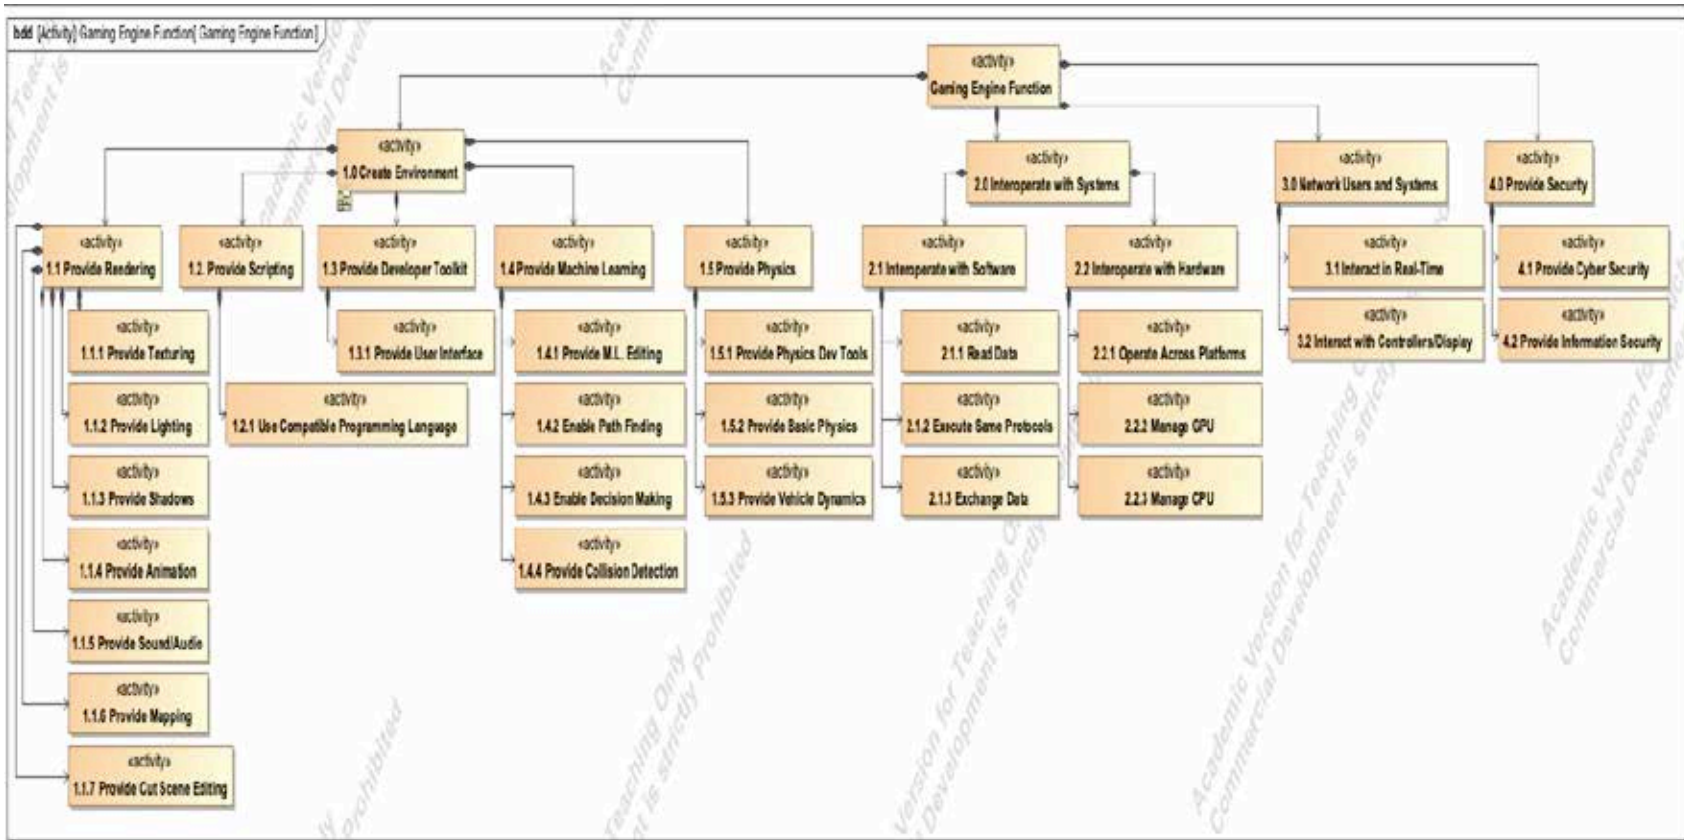 bdd [Activity] Gaming Engine Function[ Gaming Engine Function]
«activity»
Gaming Engine Function
«activity»
1.0 Create Environment
«activity»
2.0 Interoperate with Systems
«activity»
3.0 Network Users and Systems
«activity»
4.0 Provide Security
«activity»
1.1 Provide Rendering
«activity»
1.2. Provide Scripting
«activity»
1.3 Provide Developer Toolkit
«activity»
1.4 Provide Machine Learning
«activity»
1.5 Provide Physics
«activity»
2.1 Interoperate with Software
«activity»
2.2 Interoperate with Hardware
«activity»
3.1 Interact in Real-Time
«activity»
4.1 Provide Cyber Security
«activity»
1.1.1 Provide Texturing
«activity»
1.3.1 Provide User Interface
«activity»
1.4.1 Provide M.L. Editing
«activity»
1.5.1 Provide Physics Dev Tools
«activity»
2.1.1 Read Data
«activity»
2.2.1 Operate Across Platforms
«activity»
3.2 Interact with Controllers/Display
«activity»
4.2 Provide Information Security
«activity»
1.1.2 Provide Lighting
«activity»
1.2.1 Use Compatible Programming Language
«activity»
1.4.2 Enable Path Finding
«activity»
1.5.2 Provide Basic Physics
«activity»
2.1.2 Execute Same Protocols
«activity»
2.2.2 Manage GPU
«activity»
1.1.3 Provide Shadows
«activity»
1.4.3 Enable Decision Making
«activity»
1.5.3 Provide Vehicle Dynamics
«activity»
2.1.3 Exchange Data
«activity»
2.2.3 Manage CPU
«activity»
1.1.4 Provide Animation
«activity»
1.4.4 Provide Collision Detection
«activity»
1.1.5 Provide Sound/Audio
«activity»
1.1.6 Provide Mapping
«activity»
1.1.7 Provide Cut Scene Editing
Academic Version for Teaching
Commercial Development is strictly
Teaching Only
is strictly Prohibited
Academic Version
Commercial Develop